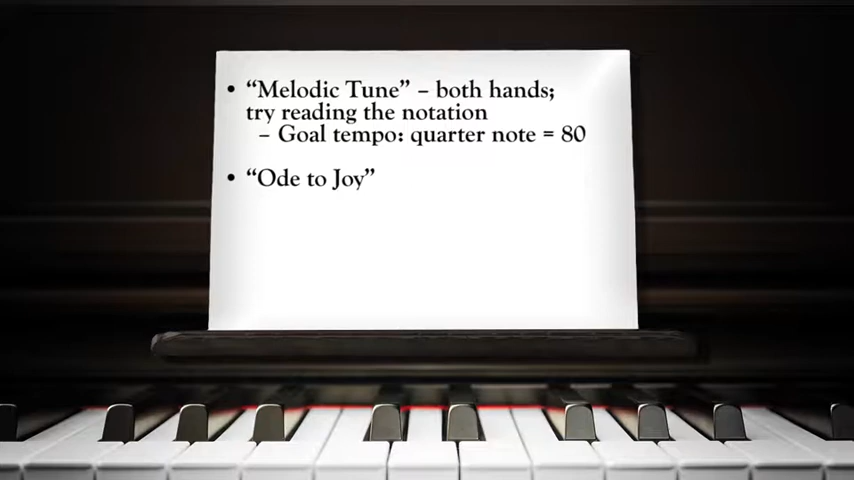 • “Melodic Tune” – both hands;
try reading the notation
– Goal tempo: quarter note = 80
• “Ode to Joy”